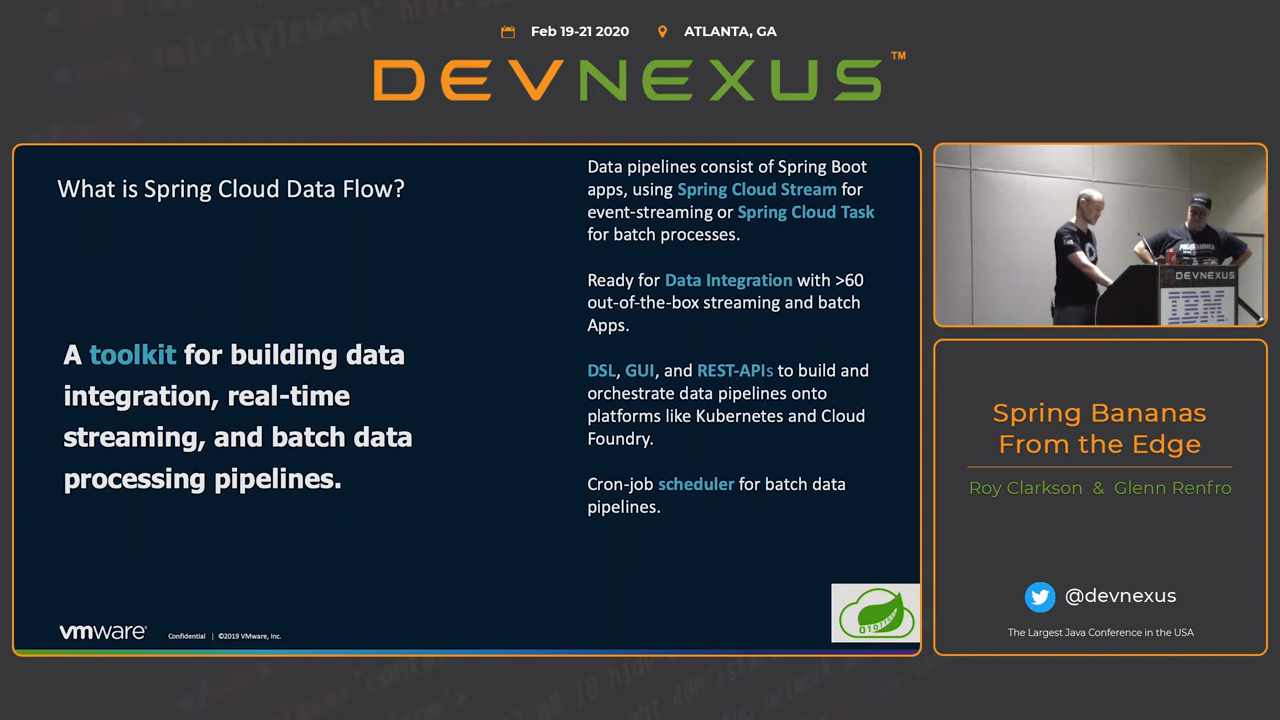 Feb 19-21 2020 ATLANTA, GA
DEVNEXUS™
What is Spring Cloud Data Flow?
A toolkit for building data
integration, real-time
streaming, and batch data
processing pipelines.
Data pipelines consist of Spring Boot
apps, using Spring Cloud Stream for
event-streaming or Spring Cloud Task
for batch processes.
Ready for Data Integration with >60
out-of-the-box streaming and batch
Apps.
DSL, GUI, and REST-APIs to build and
orchestrate data pipelines onto
platforms like Kubernetes and Cloud
Foundry.
Cron-job scheduler for batch data
pipelines.
vmware® Confidential | ©2019 VMware, Inc.
DEVNEXUS
IBM
Spring Bananas
From the Edge
Roy Clarkson & Glenn Renfro
@devnexus
The Largest Java Conference in the USA